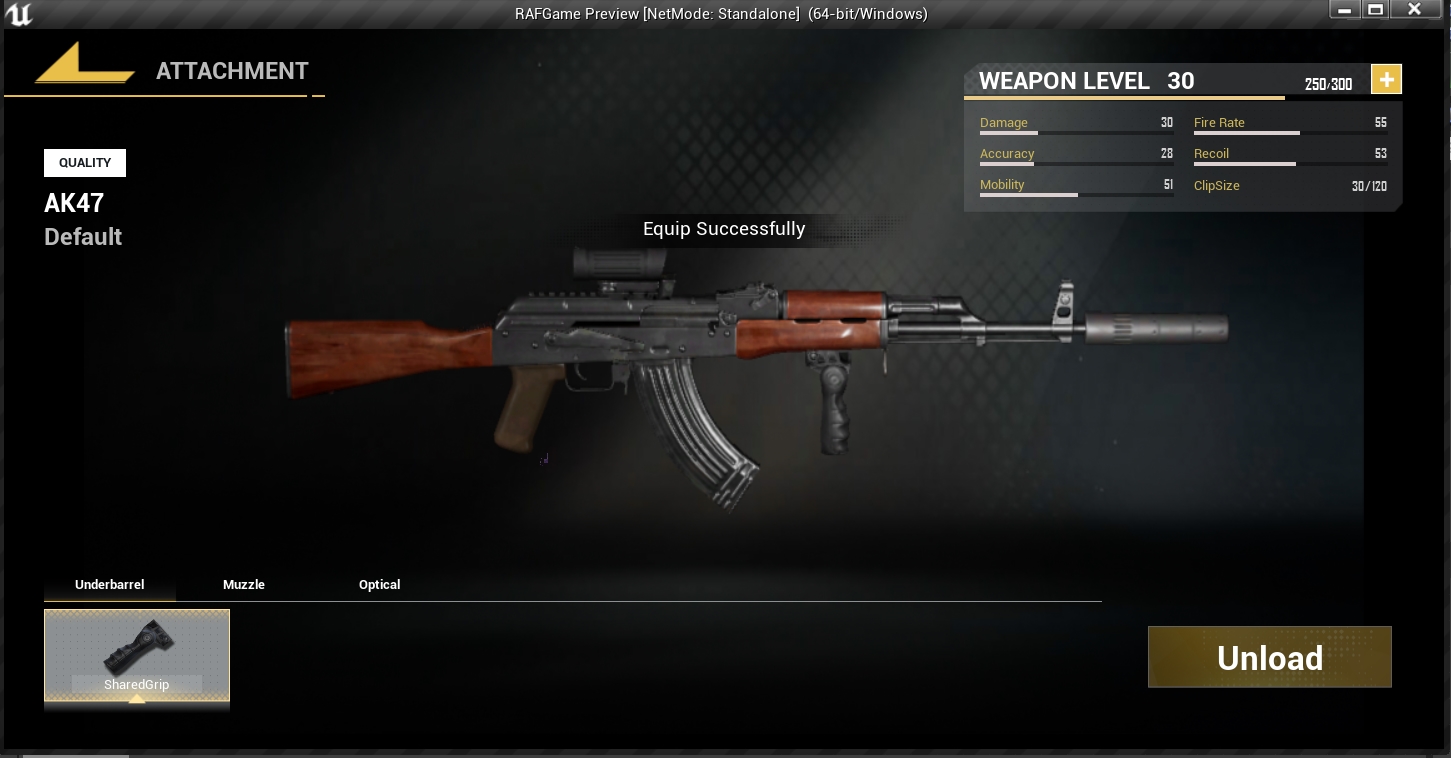 RAFGame Preview [NetMode: Standalone] (64-bit/Windows)
ATTACHMENT
WEAPON LEVEL 30
250/300
Damage 30
Fire Rate 55
Accuracy 28
Recoil 53
Mobility 51
ClipSize 30/120
QUALITY
AK47
Default
Equip Successfully
Underbarrel Muzzle Optical
SharedGrip
Unload